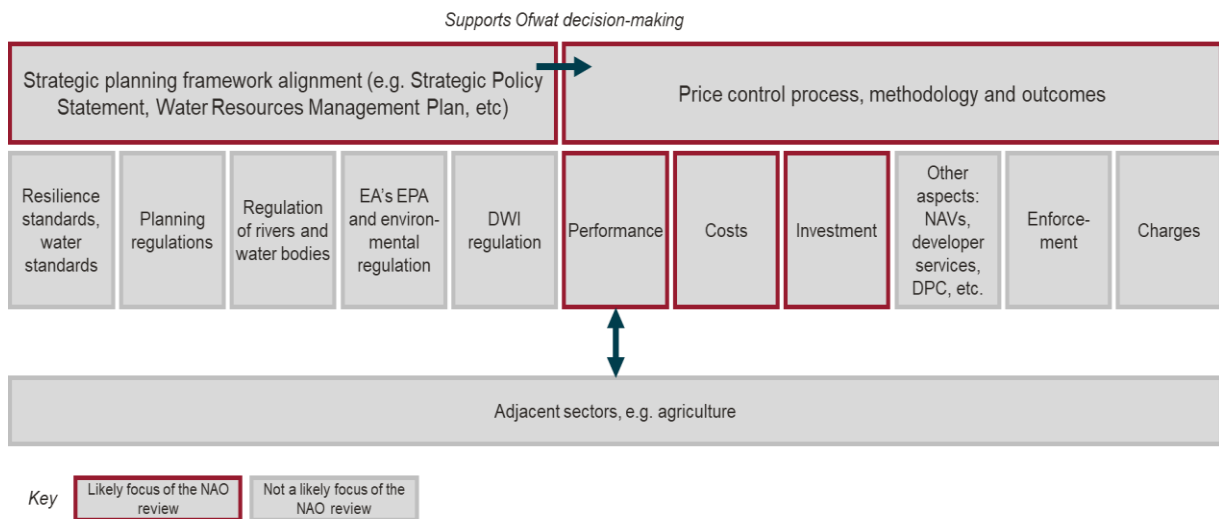 Supports Ofwat decision-making
Strategic planning framework alignment (e.g. Strategic Policy
Statement, Water Resources Management Plan, etc)
Price control process, methodology and outcomes
Resilience
standards,
water
standards
Planning
regulations
Regulation
of rivers and
water bodies
EA's EPA
and environ-
mental
regulation
DWI
regulation
Performance
Costs
Investment
Other
aspects:
NAVs,
developer
services,
DPC, etc.
Enforce-
ment
Charges
Adjacent sectors, e.g. agriculture
Key
Likely focus of the NAO
review
Not a likely focus of the
NAO review